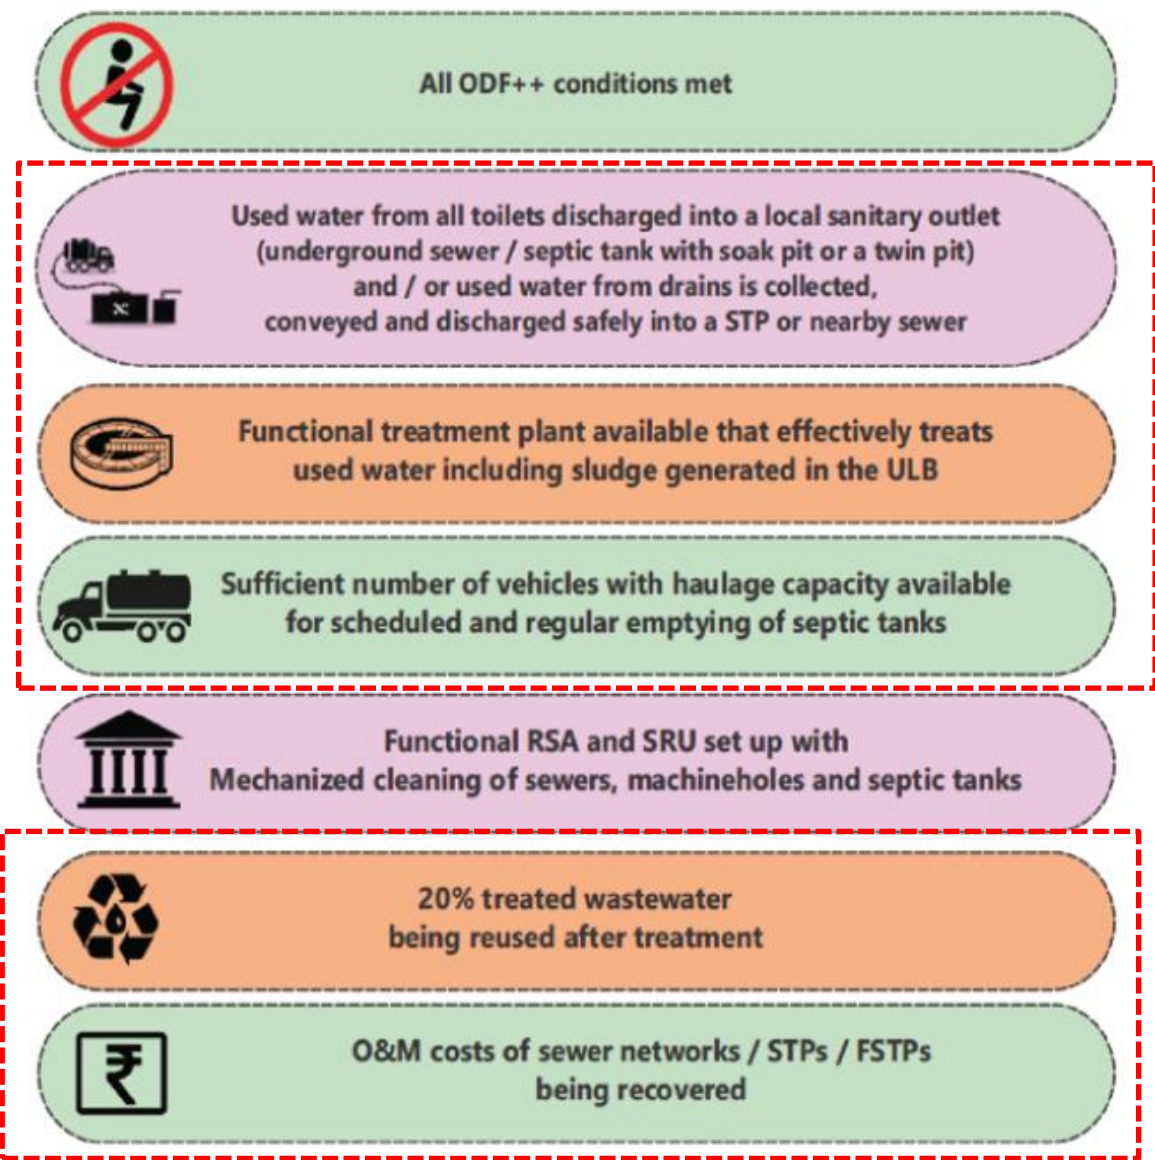 All ODF++ conditions met
Used water from all toilets discharged into a local sanitary outlet
(underground sewer / septic tank with soak pit or a twin pit)
and / or used water from drains is collected,
conveyed and discharged safely into a STP or nearby sewer
Functional treatment plant available that effectively treats
used water including sludge generated in the ULB
Sufficient number of vehicles with haulage capacity available
for scheduled and regular emptying of septic tanks
Functional RSA and SRU set up with
Mechanized cleaning of sewers, machineholes and septic tanks
20% treated wastewater
being reused after treatment
₹
O&M costs of sewer networks / STPs / FSTPs
being recovered